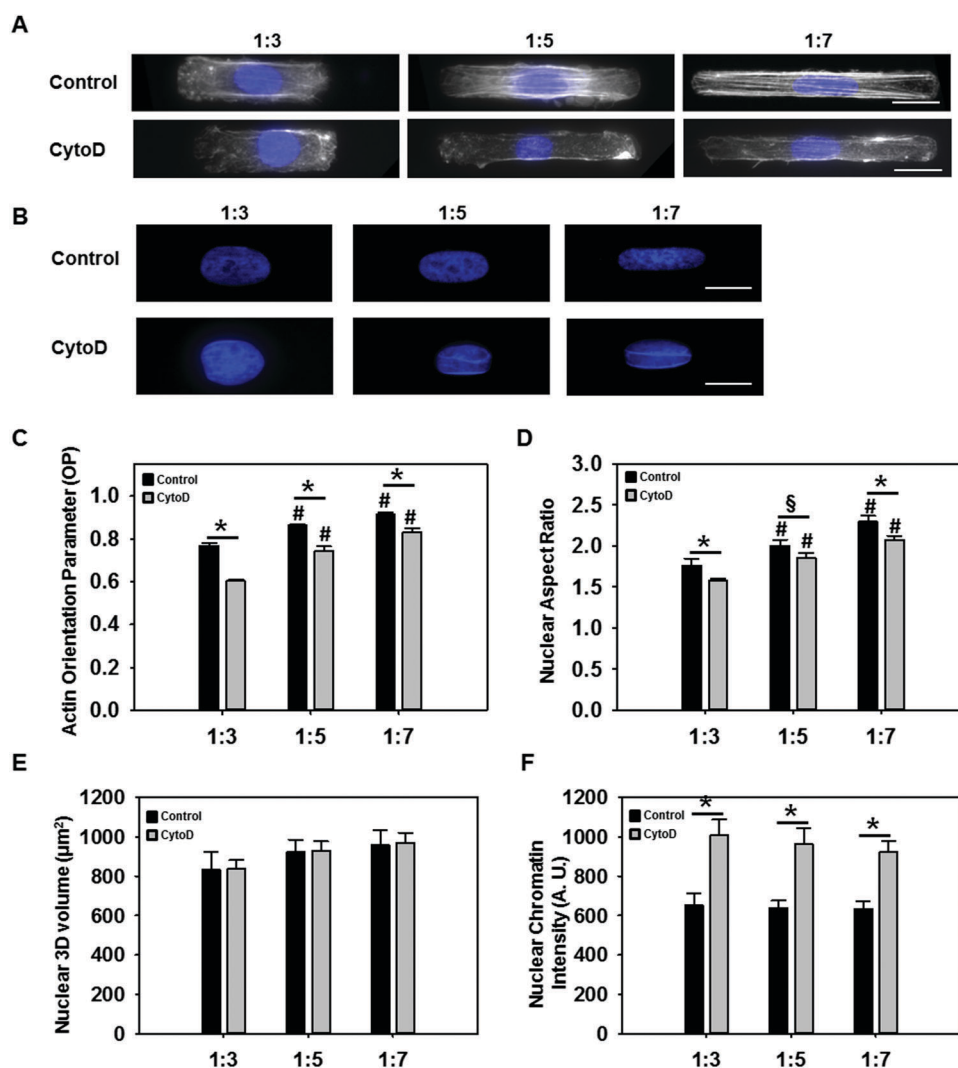 A
1:3 1:5 1:7
Control
CytoD
B
1:3 1:5 1:7
Control
CytoD
C
Actin Orientation Parameter (OP)
Control
CytoD
1.0
0.8
0.6
0.4
0.2
0.0
* * *
# # # #
1:3 1:5 1:7
D
Nuclear Aspect Ratio
Control
CytoD
3.0
2.5
2.0
1.5
1.0
0.5
0.0
* § *
# # # #
1:3 1:5 1:7
E
Nuclear 3D volume (μm²)
Control
CytoD
1200
1000
800
600
400
200
0
1:3 1:5 1:7
F
Nuclear Chromatin
Intensity (A. U.)
Control
CytoD
1200
1000
800
600
400
200
0
* * *
1:3 1:5 1:7